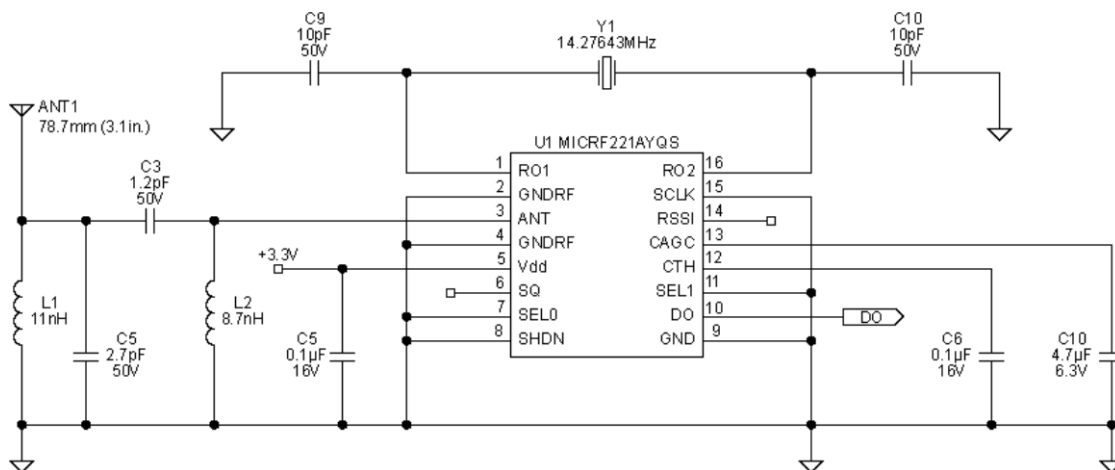 C9
10pF
50V
Y1
14.27643MHz
C10
10pF
50V
ANT1
78.7mm (3.1in.)
U1 MICRF221AYQS
C3
1.2pF
50V
1 RO1
2 GNDRF
3 ANT
4 GNDRF
5 Vdd
6 SQ
7 SEL0
8 SHDN
RO2 16
SCLK 15
RSSI 14
CAGC 13
CTH 12
SEL1 11
DO 10
GND 9
+3.3V
DO
L1
11nH
C5
2.7pF
50V
L2
8.7nH
C5
0.1µF
16V
C6
0.1µF
16V
C10
4.7µF
6.3V